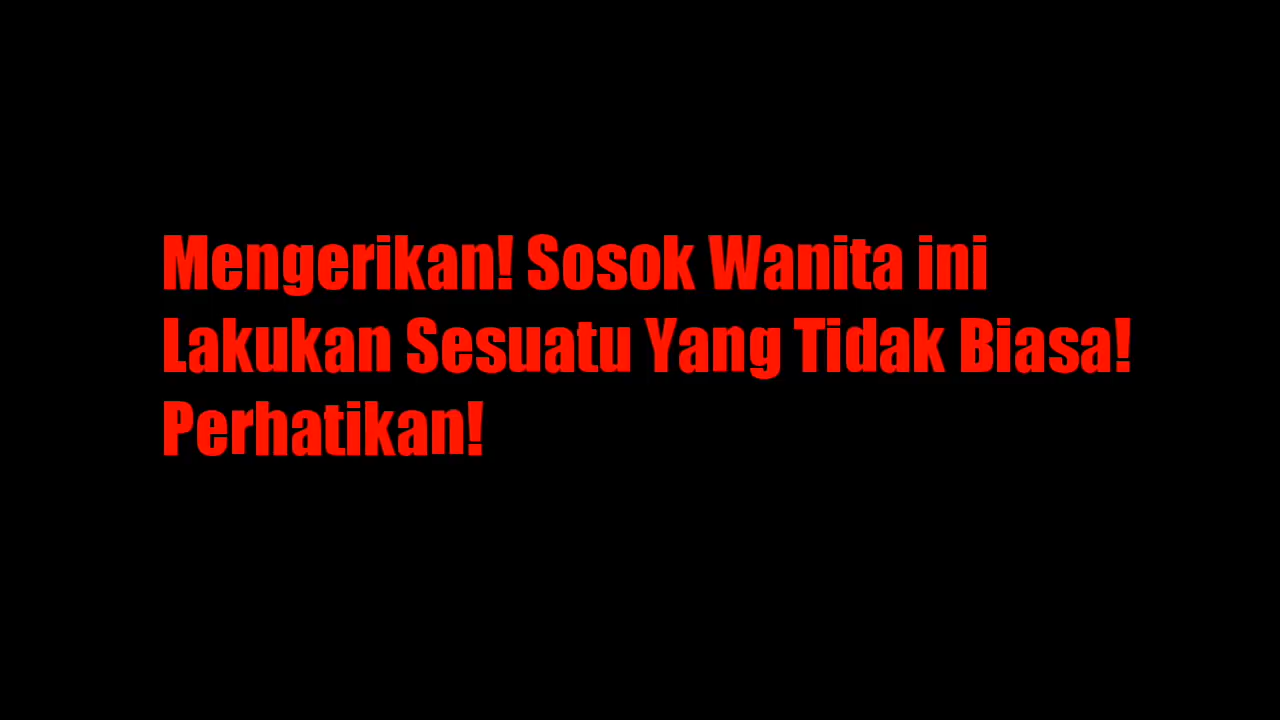 Mengerikan! Sosok Wanita ini
Lakukan Sesuatu Yang Tidak Biasa!
Perhatikan!